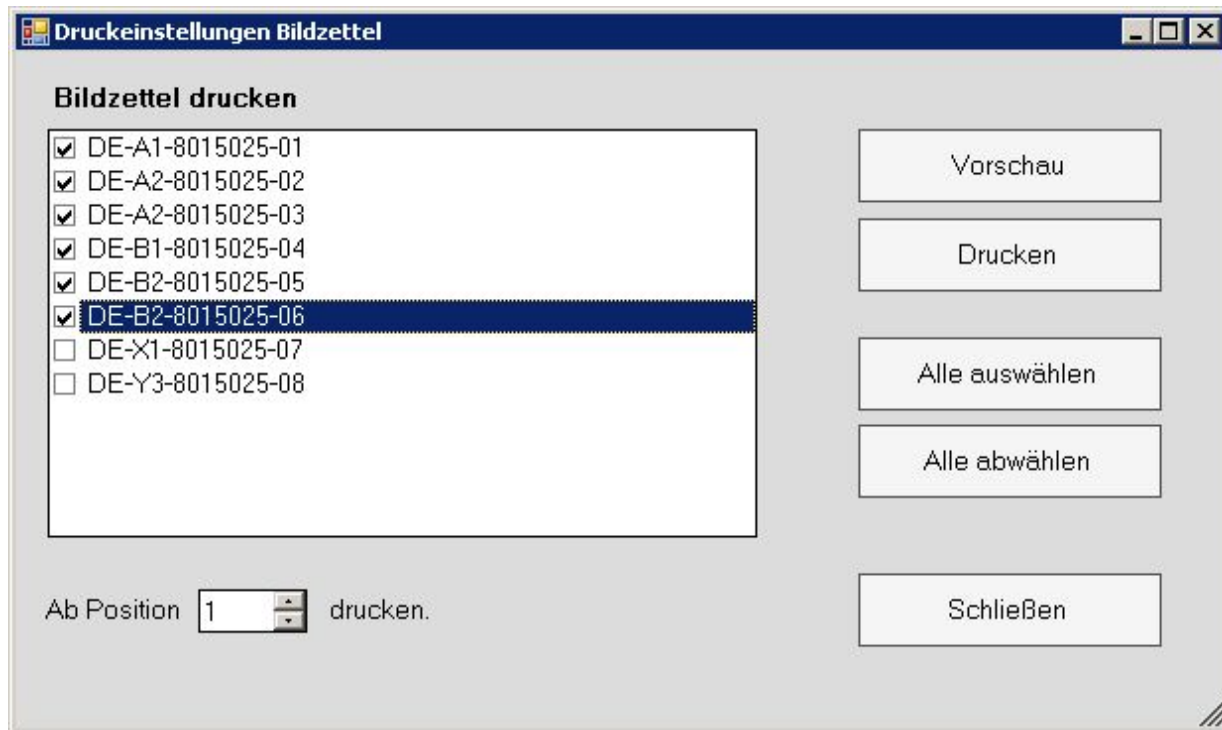 Druckeinstellungen Bildzettel
Bildzettel drucken
DE-A1-8015025-01
DE-A2-8015025-02
DE-A2-8015025-03
DE-B1-8015025-04
DE-B2-8015025-05
DE-B2-8015025-06
DE-X1-8015025-07
DE-Y3-8015025-08
Vorschau
Drucken
Alle auswählen
Alle abwählen
Ab Position 1 drucken.
Schließen